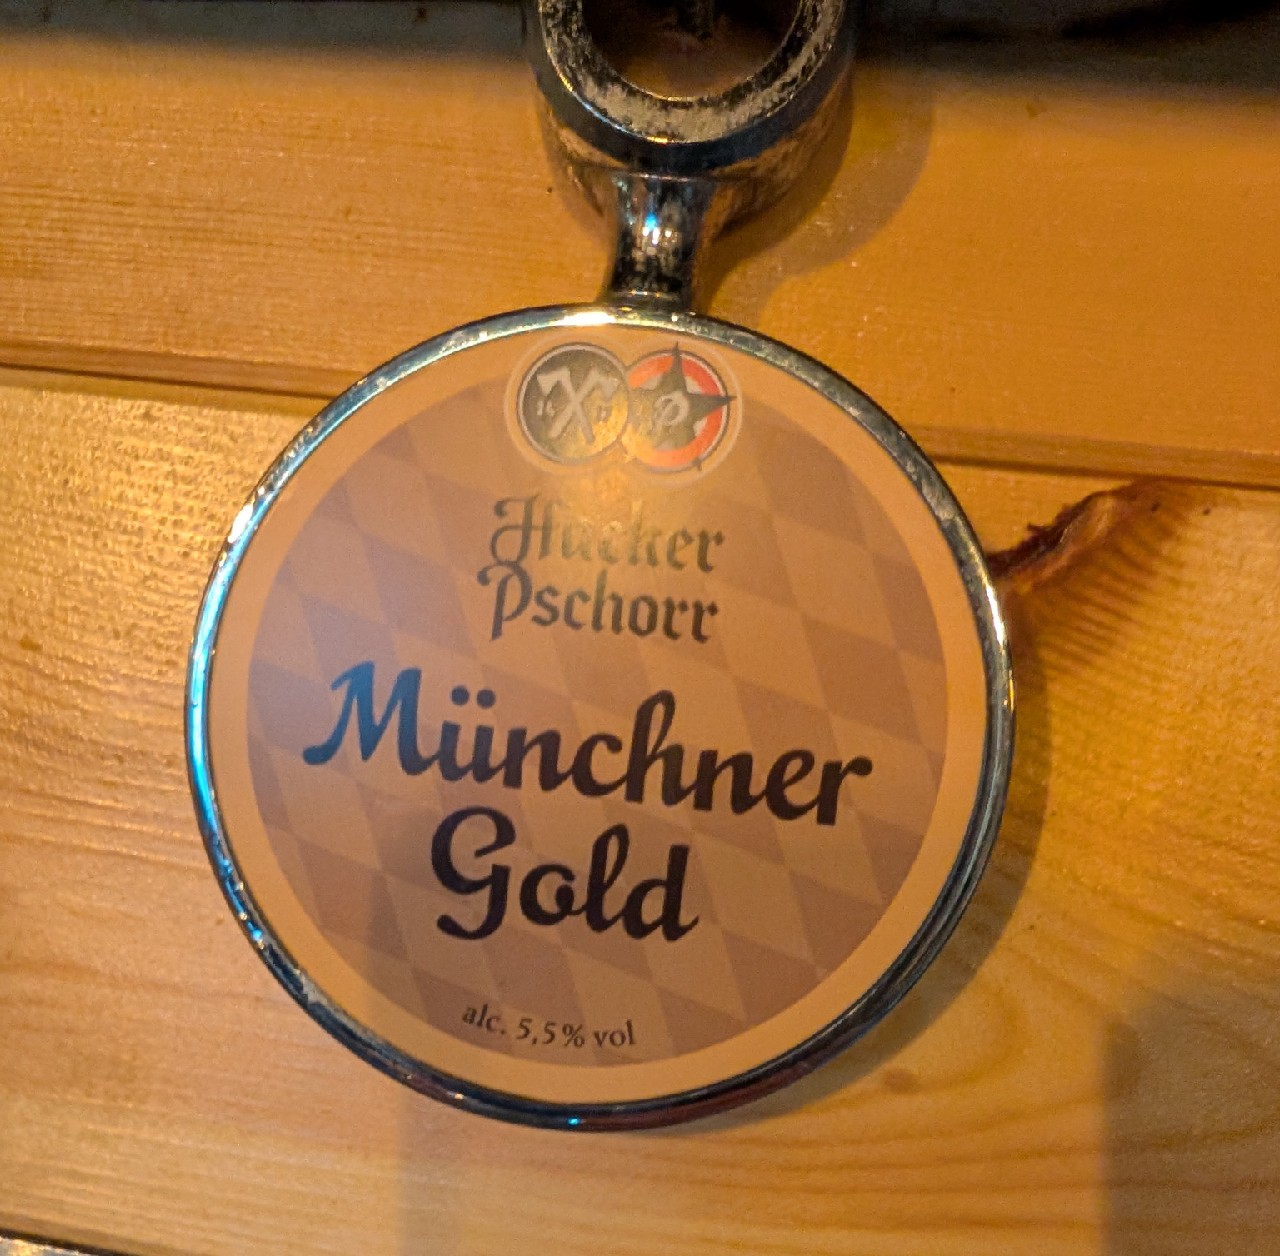 Hacker
Pschorr
Münchner
Gold
alc. 5,5% vol